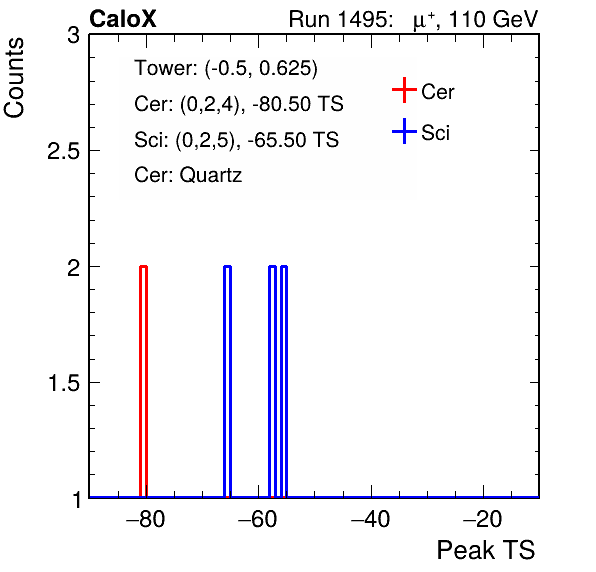 CaloX Run 1495: μ⁺, 110 GeV
Counts
3
2.5
2
1.5
1
Tower: (-0.5, 0.625)
Cer: (0,2,4), -80.50 TS
Sci: (0,2,5), -65.50 TS
Cer: Quartz
Cer
Sci
−80 −60 −40 −20
Peak TS